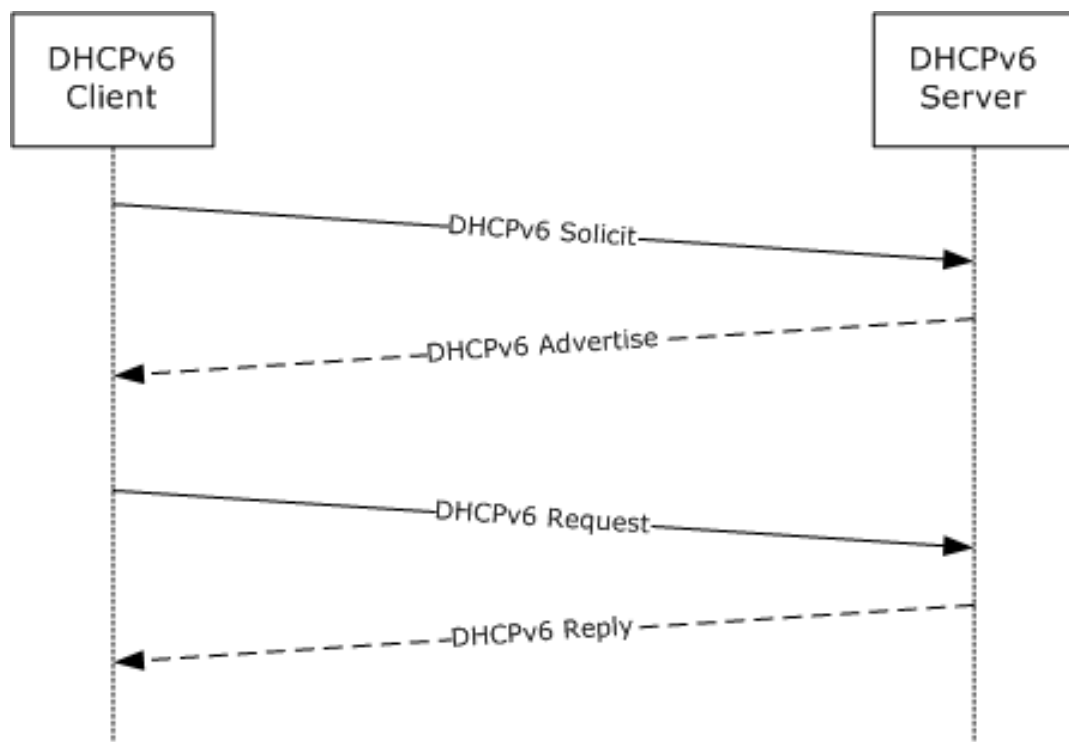 DHCPv6
Client
DHCPv6
Server
DHCPv6 Solicit
DHCPv6 Advertise
DHCPv6 Request
DHCPv6 Reply